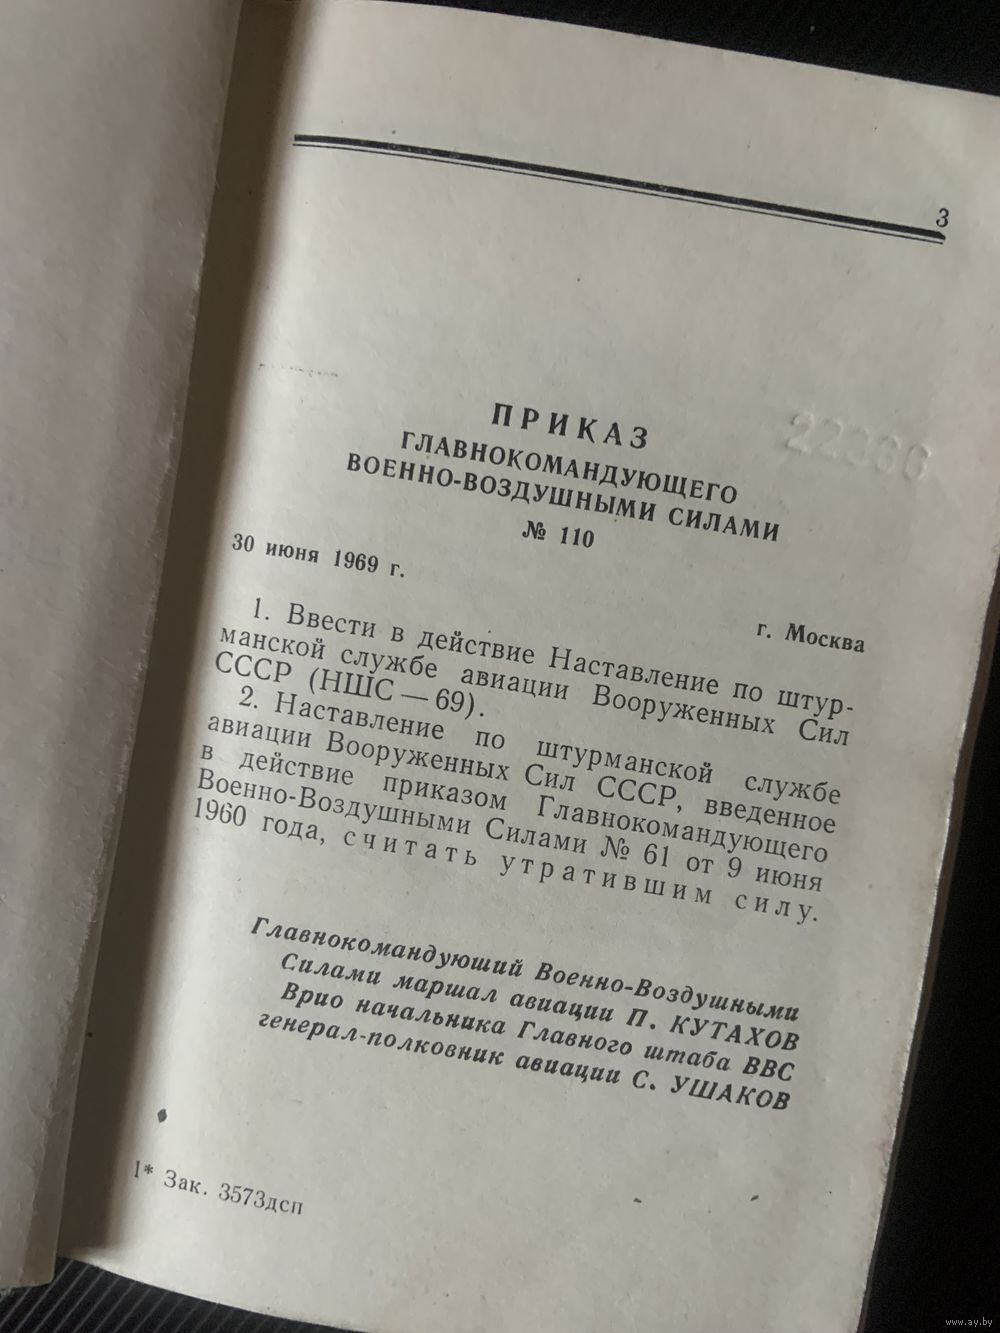 3
ПРИКАЗ
ГЛАВНОКОМАНДУЮЩЕГО
ВОЕННО-ВОЗДУШНЫМИ СИЛАМИ
№ 110
30 июня 1969 г.
г. Москва
1. Ввести в действие Наставление по штур-
манской службе авиации Вооруженных Сил
СССР (НШС — 69).
2. Наставление по штурманской службе
авиации Вооруженных Сил СССР, введенное
в действие приказом Главнокомандующего
Военно-Воздушными Силами № 61 от 9 июня
1960 года, считать утратившим силу.
Главнокомандующий Военно-Воздушными
Силами маршал авиации П. КУТАХОВ
Врио начальника Главного штаба ВВС
генерал-полковник авиации С. УШАКОВ
1* Зак. 3573дсп
www.ay.by